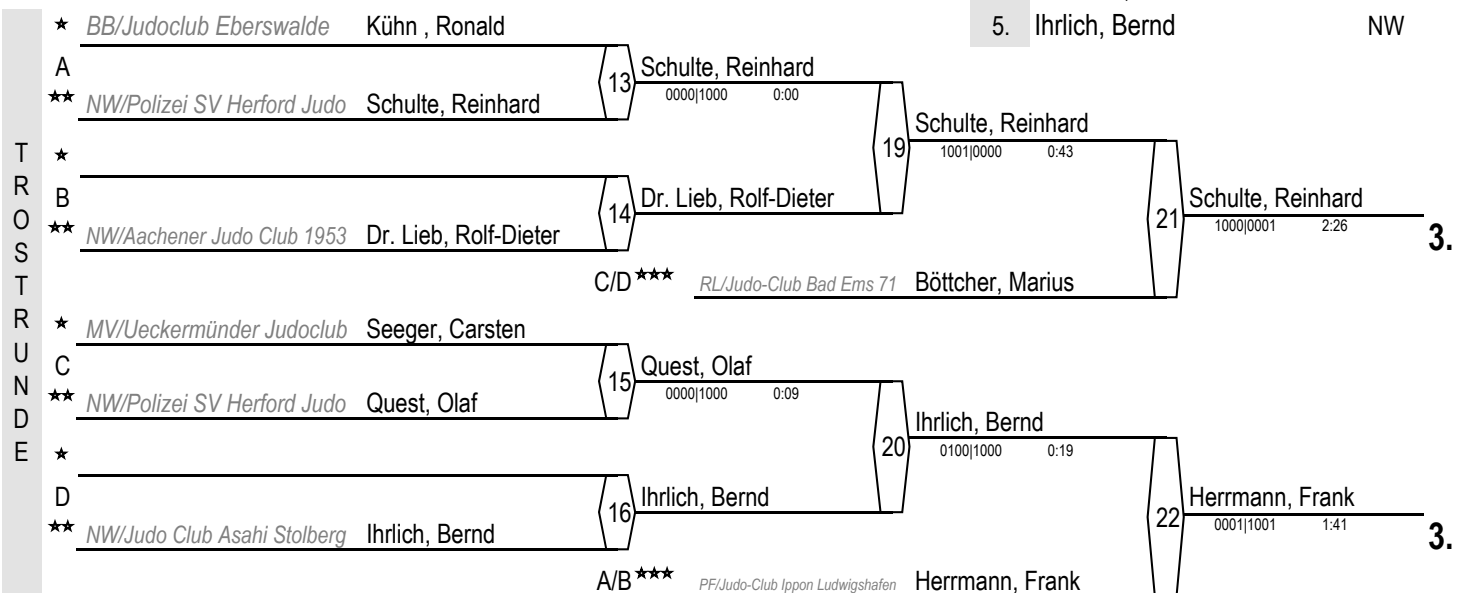 ★ BB/Judoclub Eberswalde Kühn , Ronald
5. Ihrlich, Bernd NW
A
13 Schulte, Reinhard
0000|1000 0:00
★★ NW/Polizei SV Herford Judo Schulte, Reinhard
19 Schulte, Reinhard
1001|0000 0:43
★
B
14 Dr. Lieb, Rolf-Dieter
★★ NW/Aachener Judo Club 1953 Dr. Lieb, Rolf-Dieter
21 Schulte, Reinhard
1000|0001 2:26
3.
C/D ★★★ RL/Judo-Club Bad Ems 71 Böttcher, Marius
TROSTRUNDE
★ MV/Ueckermünder Judoclub Seeger, Carsten
C
15 Quest, Olaf
0000|1000 0:09
★★ NW/Polizei SV Herford Judo Quest, Olaf
20 Ihrlich, Bernd
0100|1000 0:19
★
D
16 Ihrlich, Bernd
★★ NW/Judo Club Asahi Stolberg Ihrlich, Bernd
22 Herrmann, Frank
0001|1001 1:41
3.
A/B ★★★ PF/Judo-Club Ippon Ludwigshafen Herrmann, Frank